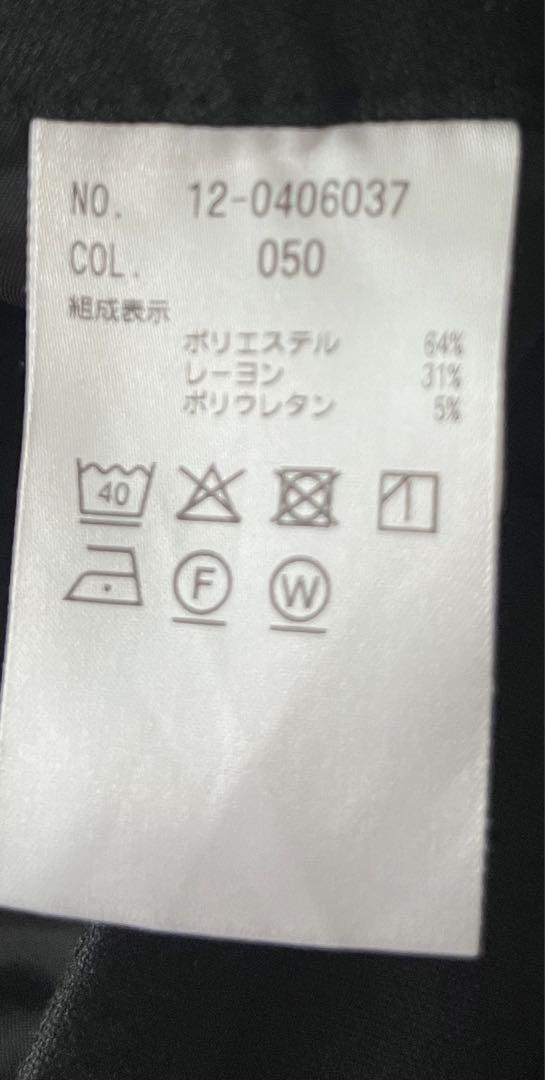 NO. 12-0406037
COL. 050
組成表示
ポリエステル 64%
レーヨン 31%
ポリウレタン 5%
40
F W